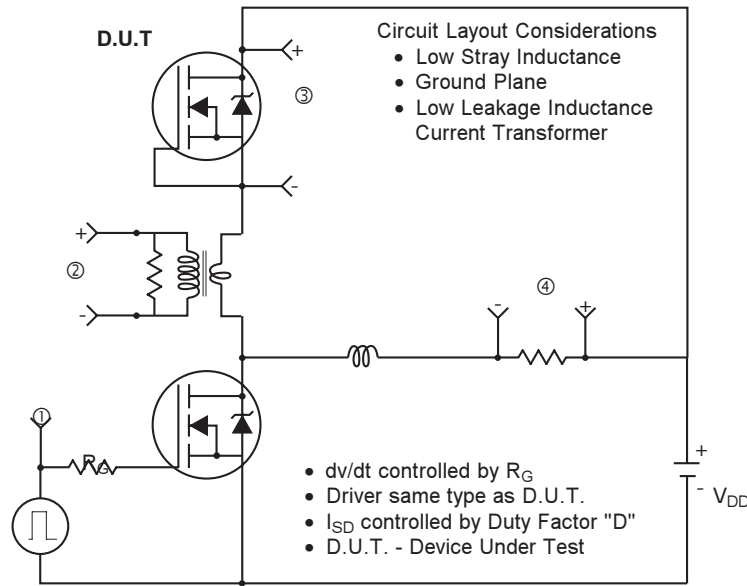 D.U.T
Circuit Layout Considerations
• Low Stray Inductance
• Ground Plane
• Low Leakage Inductance
Current Transformer
+
③
-
+
②
-
-
④
+
①
R_G
+
-
V_DD
• dv/dt controlled by R_G
• Driver same type as D.U.T.
• I_SD controlled by Duty Factor "D"
• D.U.T. - Device Under Test